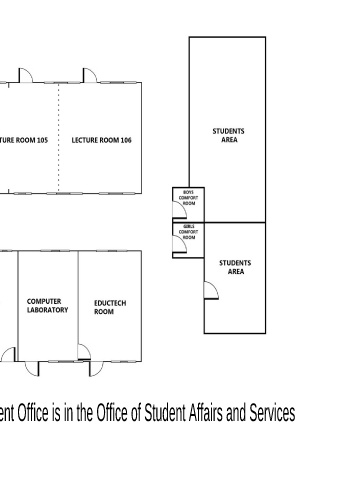 STUDENTS
AREA
TURE ROOM 105
LECTURE ROOM 106
BOYS
COMFORT
ROOM
GIRLS
COMFORT
ROOM
STUDENTS
AREA
COMPUTER
LABORATORY
EDUCTECH
ROOM
ent Office is in the Office of Student Affairs and Services